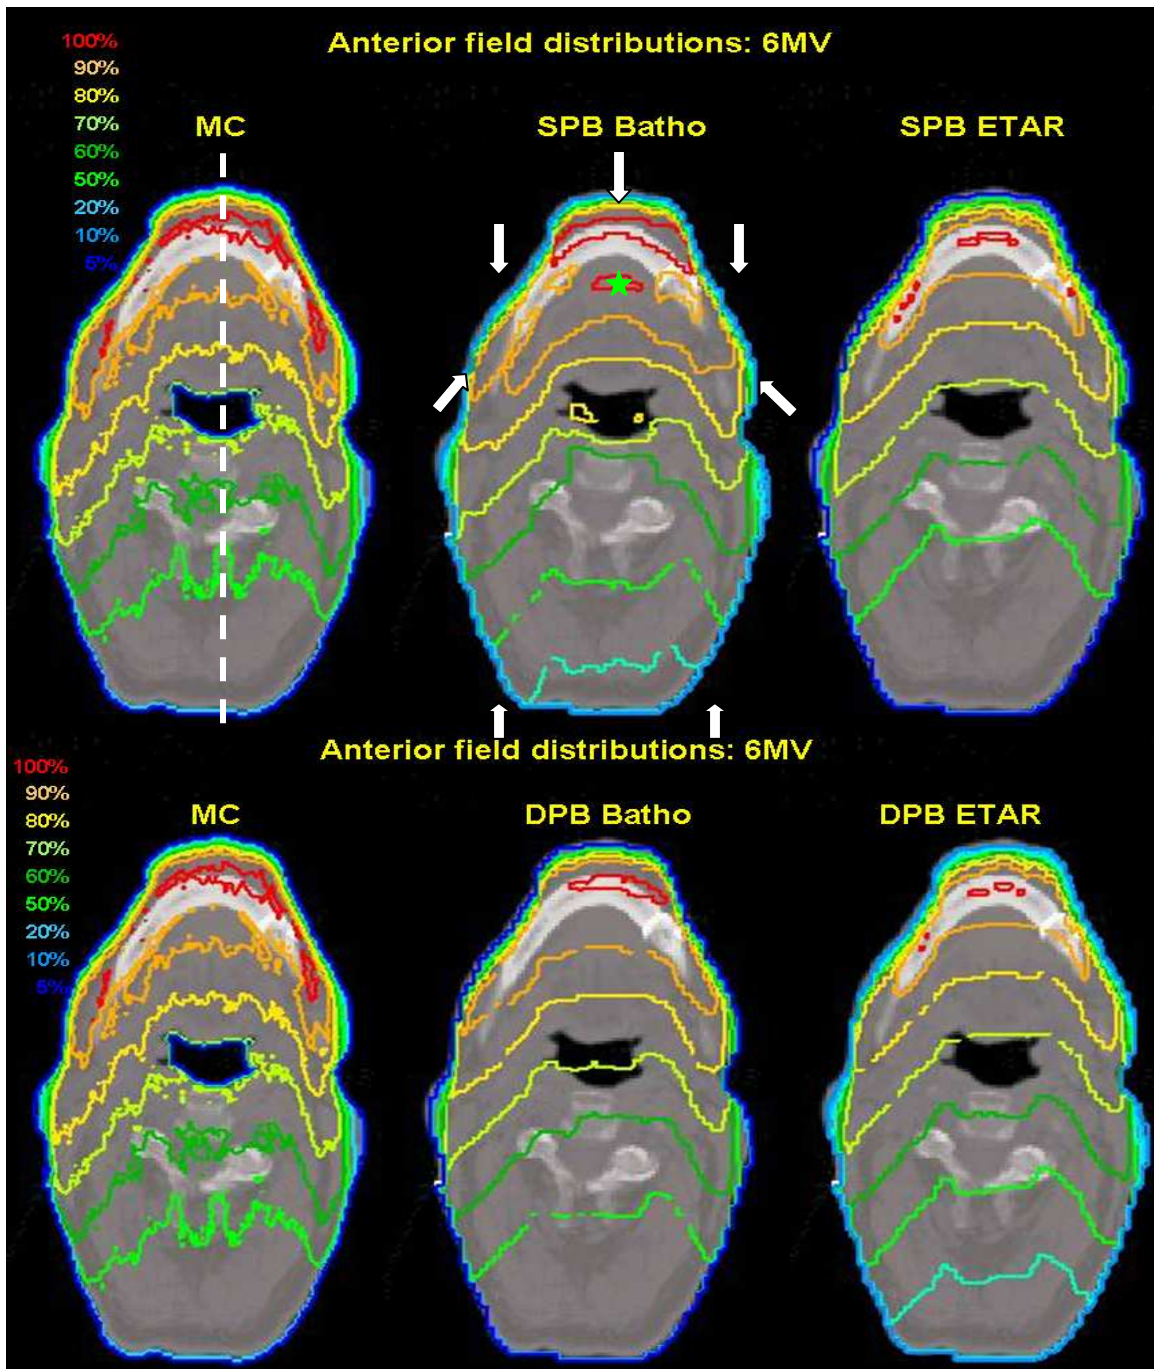 Anterior field distributions: 6MV
100%
90%
80%
70%
60%
50%
20%
10%
5%
MC
SPB Batho
SPB ETAR
Anterior field distributions: 6MV
100%
90%
80%
70%
60%
50%
20%
10%
5%
MC
DPB Batho
DPB ETAR